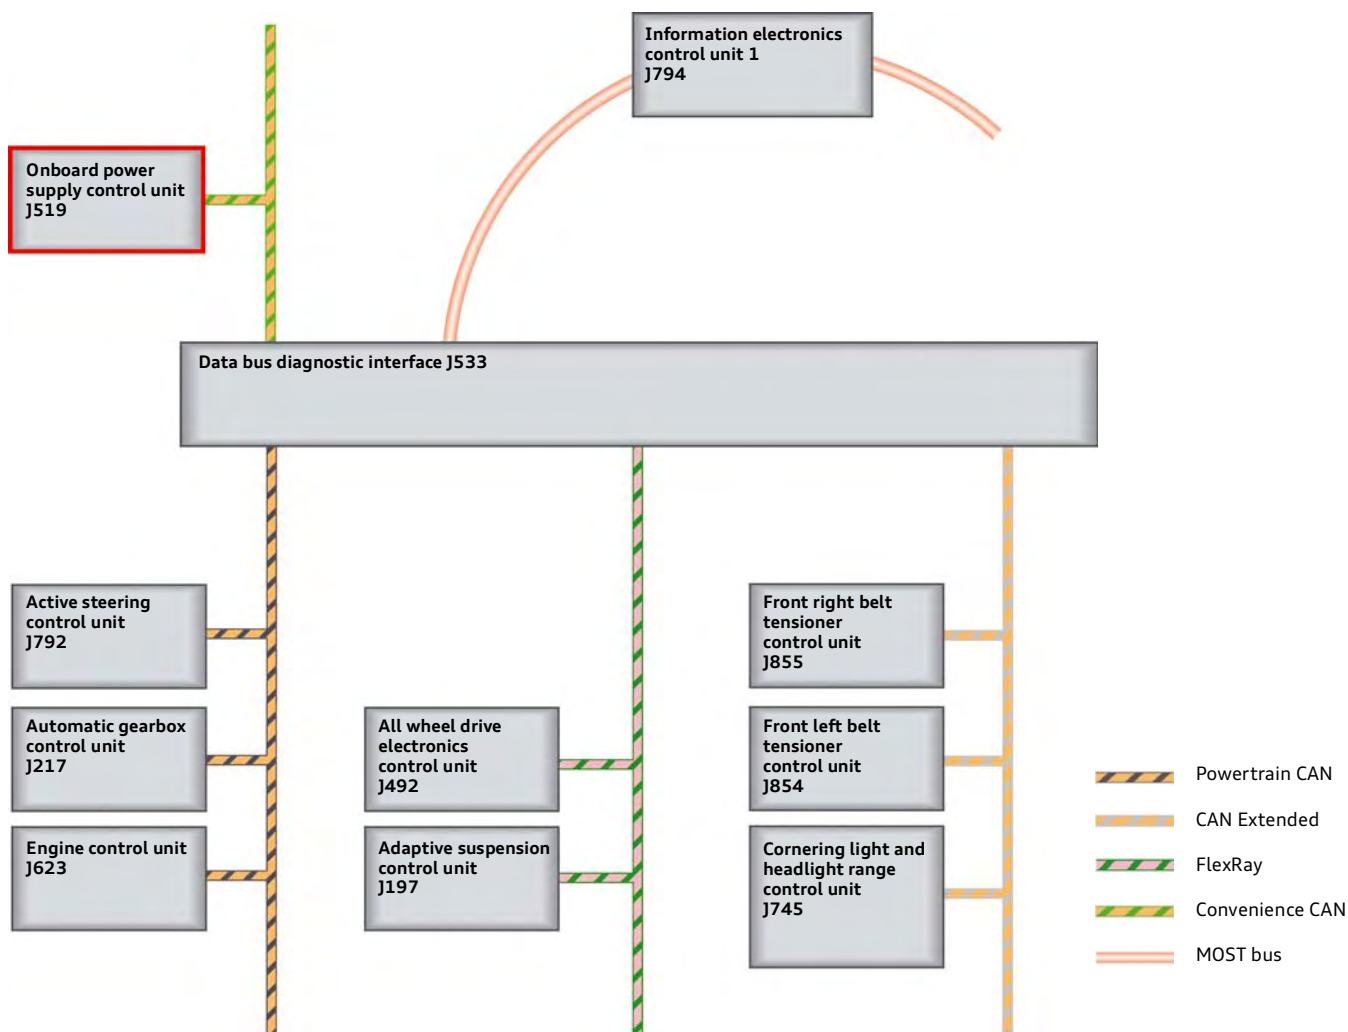 Information electronics
control unit 1
J794
Onboard power
supply control unit
J519
Data bus diagnostic interface J533
Active steering
control unit
J792
Automatic gearbox
control unit
J217
Engine control unit
J623
All wheel drive
electronics
control unit
J492
Adaptive suspension
control unit
J197
Front right belt
tensioner
control unit
J855
Front left belt
tensioner
control unit
J854
Cornering light and
headlight range
control unit
J745
Powertrain CAN
CAN Extended
FlexRay
Convenience CAN
MOST bus